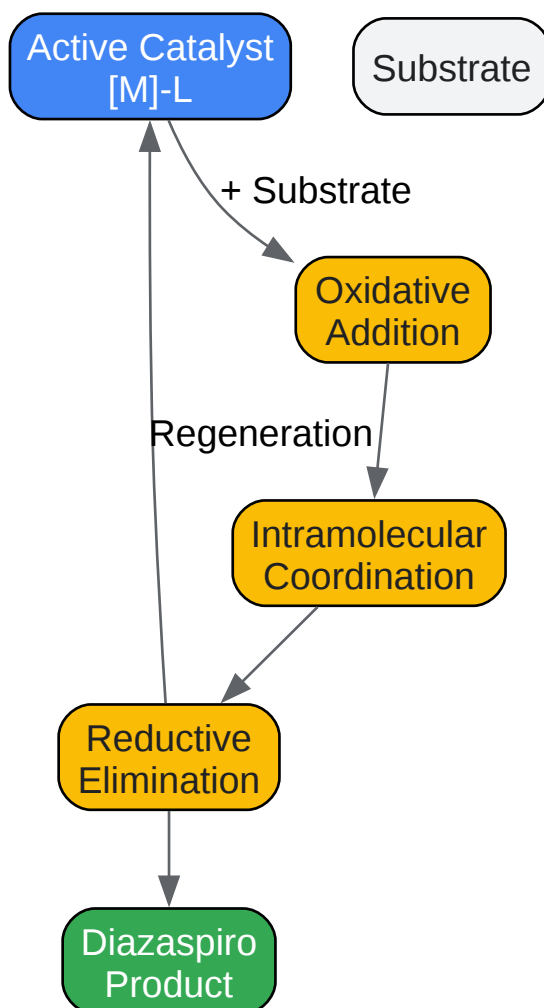 Active Catalyst
[M]-L
Substrate
+ Substrate
Oxidative
Addition
Regeneration
Intramolecular
Coordination
Reductive
Elimination
Diazaspiro
Product